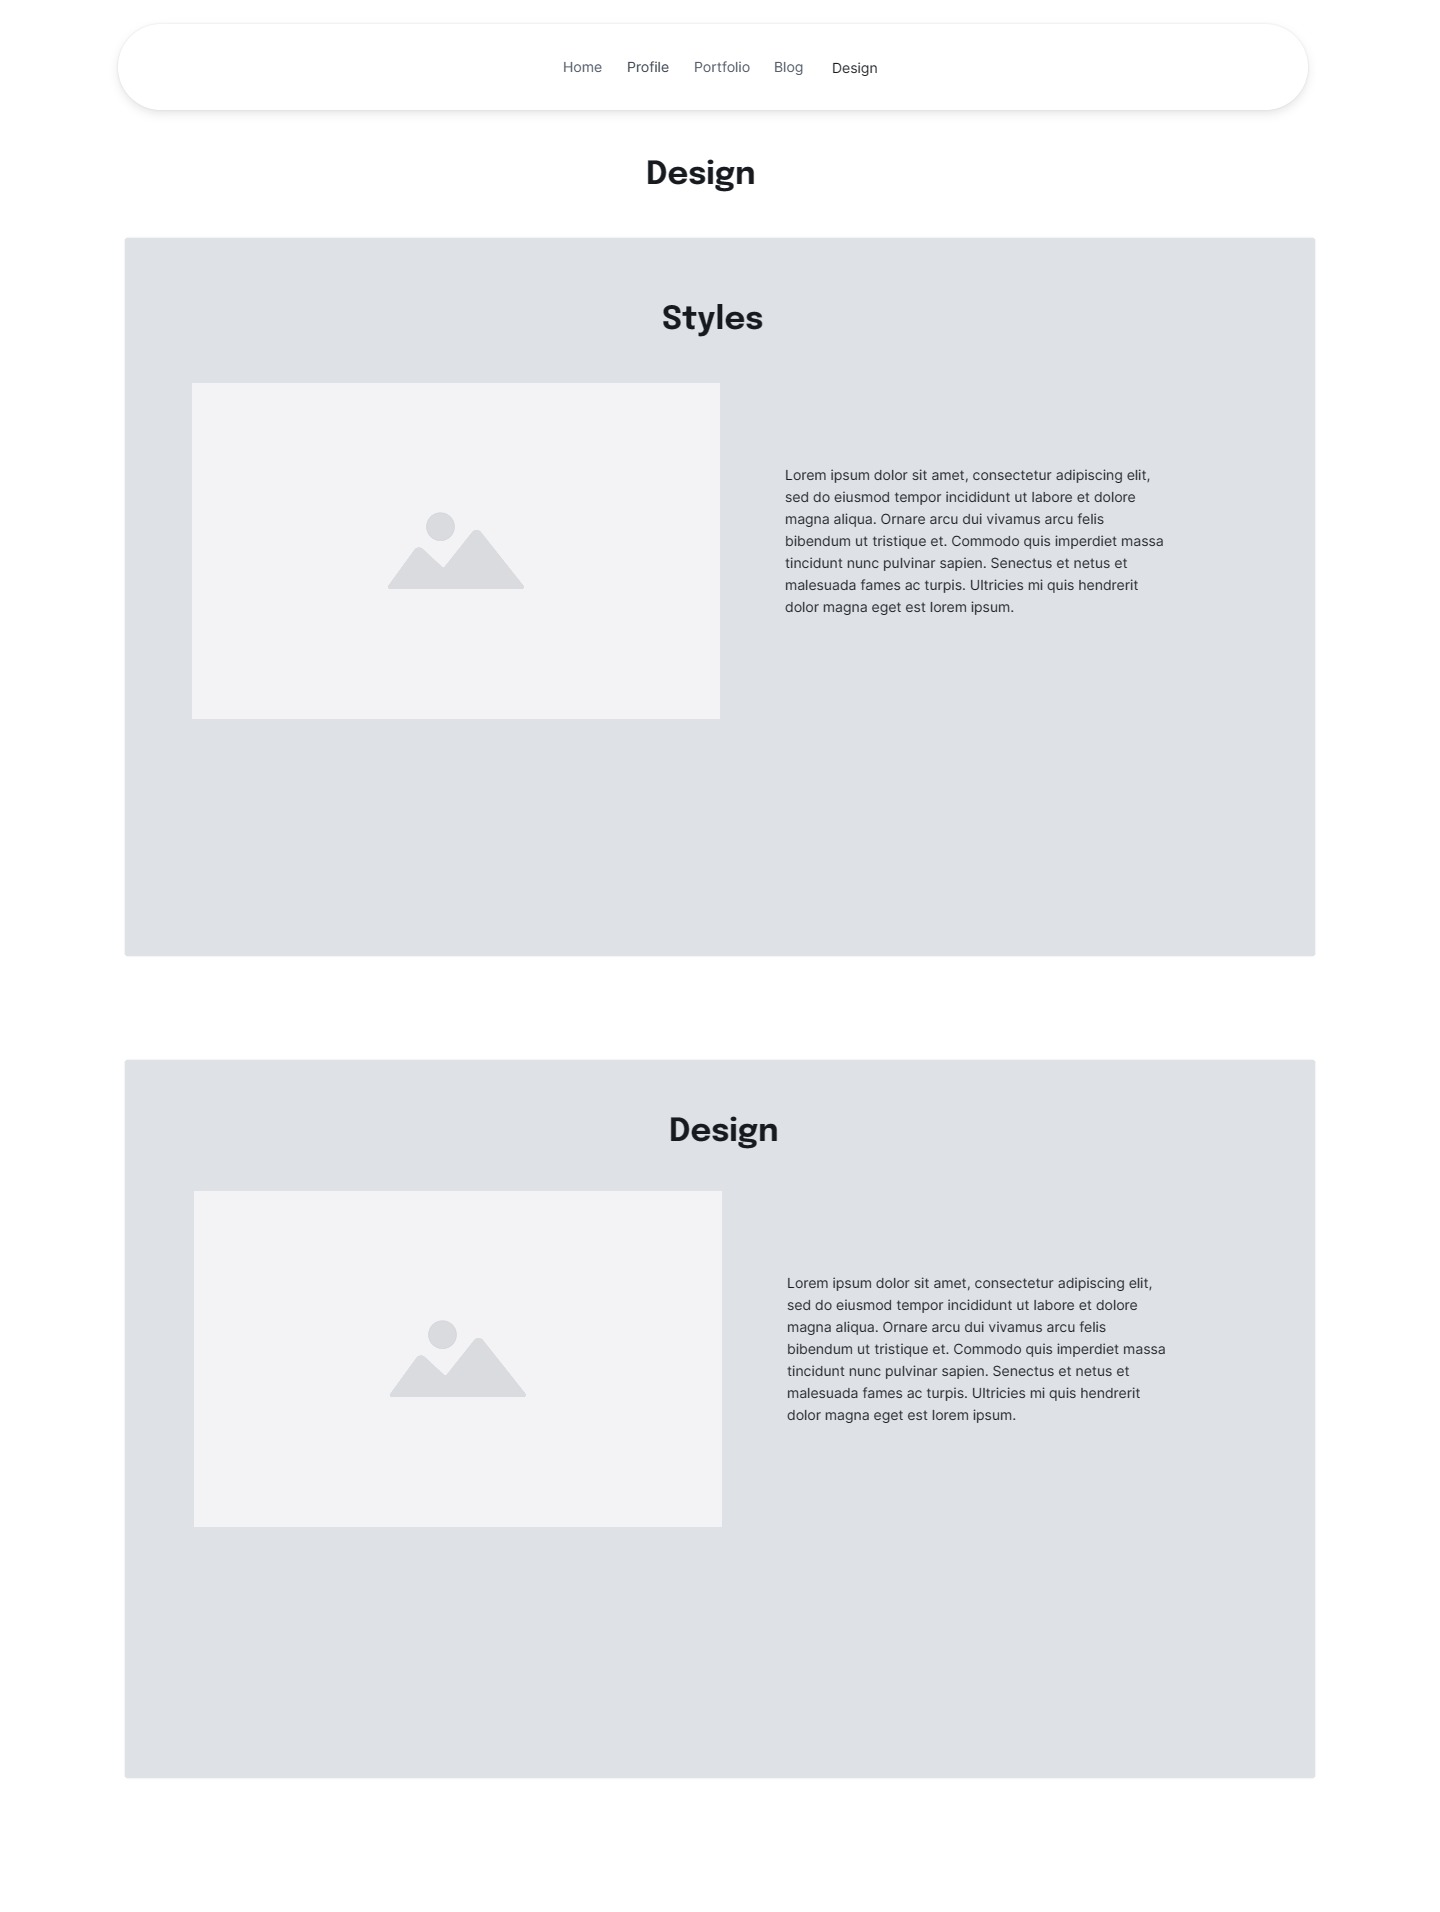 Home Profile Portfolio Blog Design
Design
Styles
Lorem ipsum dolor sit amet, consectetur adipiscing elit,
sed do eiusmod tempor incididunt ut labore et dolore
magna aliqua. Ornare arcu dui vivamus arcu felis
bibendum ut tristique et. Commodo quis imperdiet massa
tincidunt nunc pulvinar sapien. Senectus et netus et
malesuada fames ac turpis. Ultricies mi quis hendrerit
dolor magna eget est lorem ipsum.
Design
Lorem ipsum dolor sit amet, consectetur adipiscing elit,
sed do eiusmod tempor incididunt ut labore et dolore
magna aliqua. Ornare arcu dui vivamus arcu felis
bibendum ut tristique et. Commodo quis imperdiet massa
tincidunt nunc pulvinar sapien. Senectus et netus et
malesuada fames ac turpis. Ultricies mi quis hendrerit
dolor magna eget est lorem ipsum.